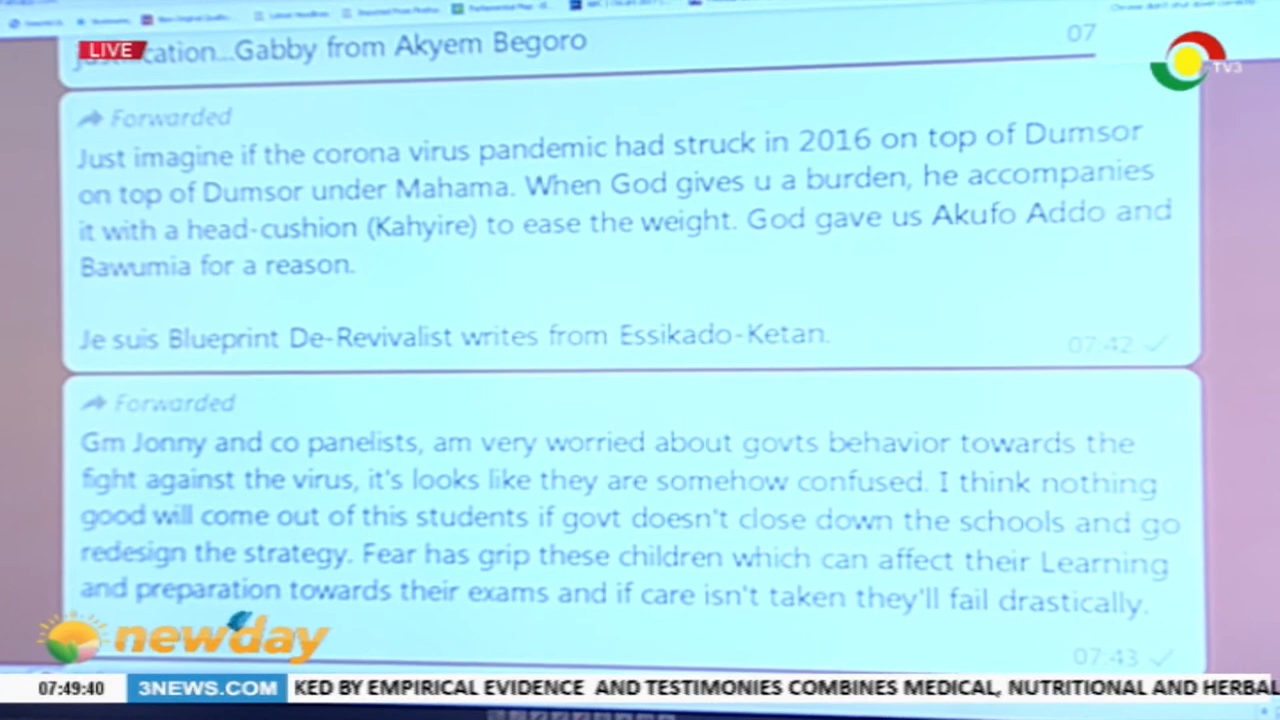 LIVE
cation...Gabby from Akyem Begoro
07
TV3
Forwarded
Just imagine if the corona virus pandemic had struck in 2016 on top of Dumsor
on top of Dumsor under Mahama. When God gives u a burden, he accompanies
it with a head-cushion (Kahyire) to ease the weight. God gave us Akufo Addo and
Bawumia for a reason.
Je suis Blueprint De-Revivalist writes from Essikado-Ketan.
07:42
Forwarded
Gm Jonny and co panelists, am very worried about govts behavior towards the
fight against the virus, it's looks like they are somehow confused. I think nothing
good will come out of this students if govt doesn't close down the schools and go
redesign the strategy. Fear has grip these children which can affect their Learning
and preparation towards their exams and if care isn't taken they'll fail drastically.
07:43
newday
07:49:40
3NEWS.COM
KED BY EMPIRICAL EVIDENCE AND TESTIMONIES COMBINES MEDICAL, NUTRITIONAL AND HERBAL